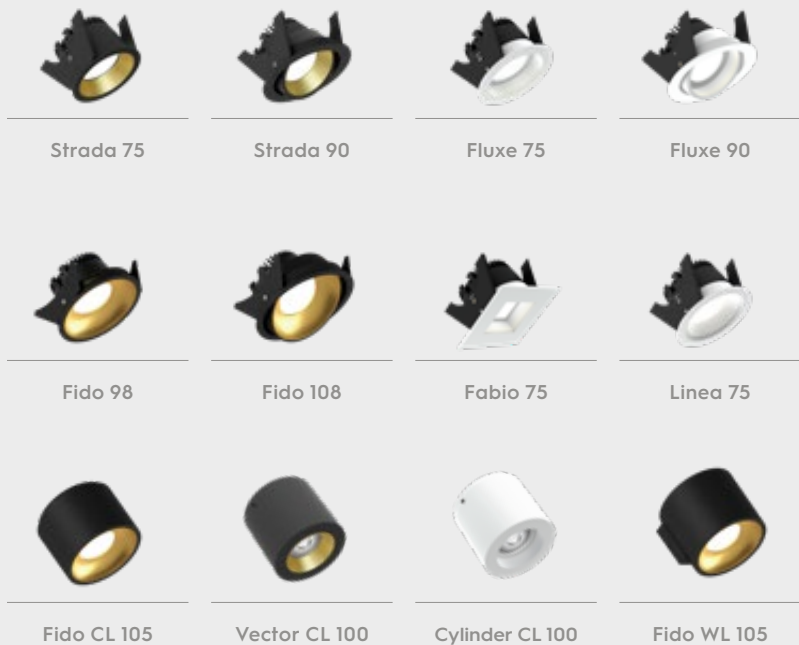 Strada 75
Strada 90
Fluxe 75
Fluxe 90
Fido 98
Fido 108
Fabio 75
Linea 75
Fido CL 105
Vector CL 100
Cylinder CL 100
Fido WL 105